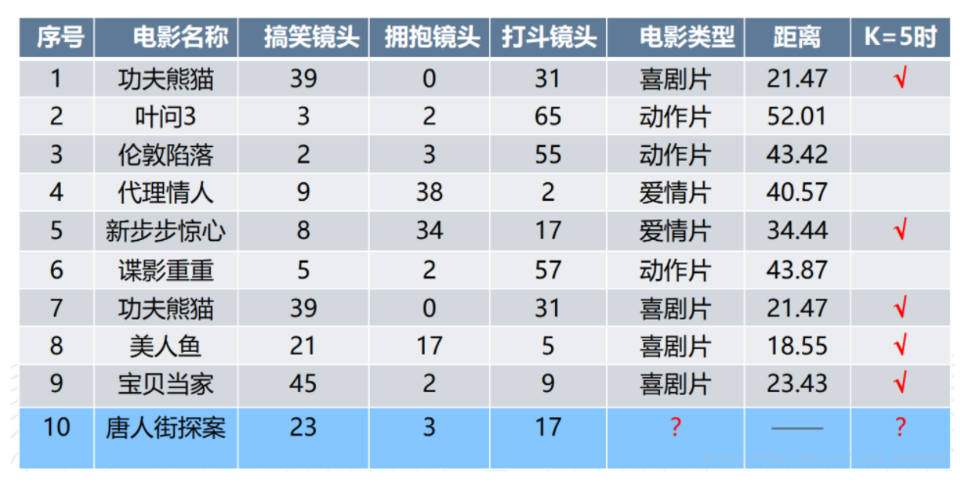 序号 电影名称 搞笑镜头 拥抱镜头 打斗镜头 电影类型 距离 K=5时
1 功夫熊猫 39 0 31 喜剧片 21.47 √
2 叶问3 3 2 65 动作片 52.01
3 伦敦陷落 2 3 55 动作片 43.42
4 代理情人 9 38 2 爱情片 40.57
5 新步步惊心 8 34 17 爱情片 34.44 √
6 谍影重重 5 2 57 动作片 43.87
7 功夫熊猫 39 0 31 喜剧片 21.47 √
8 美人鱼 21 17 5 喜剧片 18.55 √
9 宝贝当家 45 2 9 喜剧片 23.43 √
10 唐人街探案 23 3 17 ? —— ?